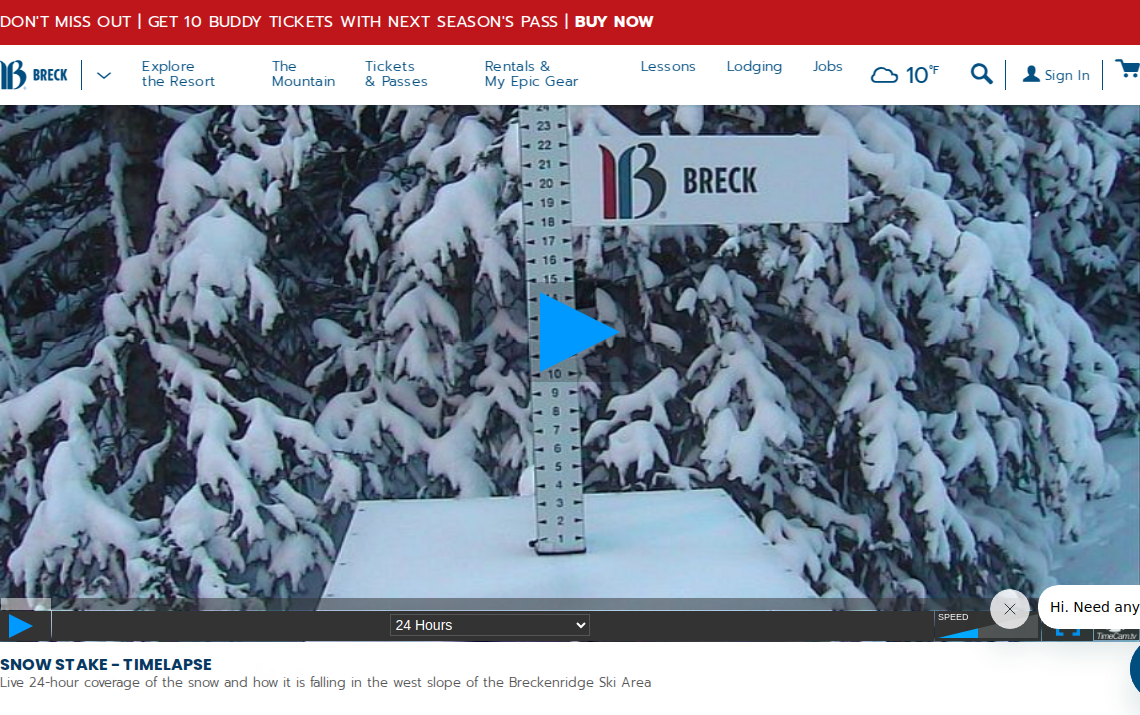 DON'T MISS OUT | GET 10 BUDDY TICKETS WITH NEXT SEASON'S PASS | BUY NOW
BRECK
Explore
the Resort
The
Mountain
Tickets
& Passes
Rentals &
My Epic Gear
Lessons
Lodging
Jobs
10°F
Sign In
23
22
21
20
19
18
17
16
15
10
9
8
7
6
5
4
3
2
1
B BRECK
24 Hours
SPEED
Hi. Need any
TimeCam.tv
SNOW STAKE - TIMELAPSE
Live 24-hour coverage of the snow and how it is falling in the west slope of the Breckenridge Ski Area